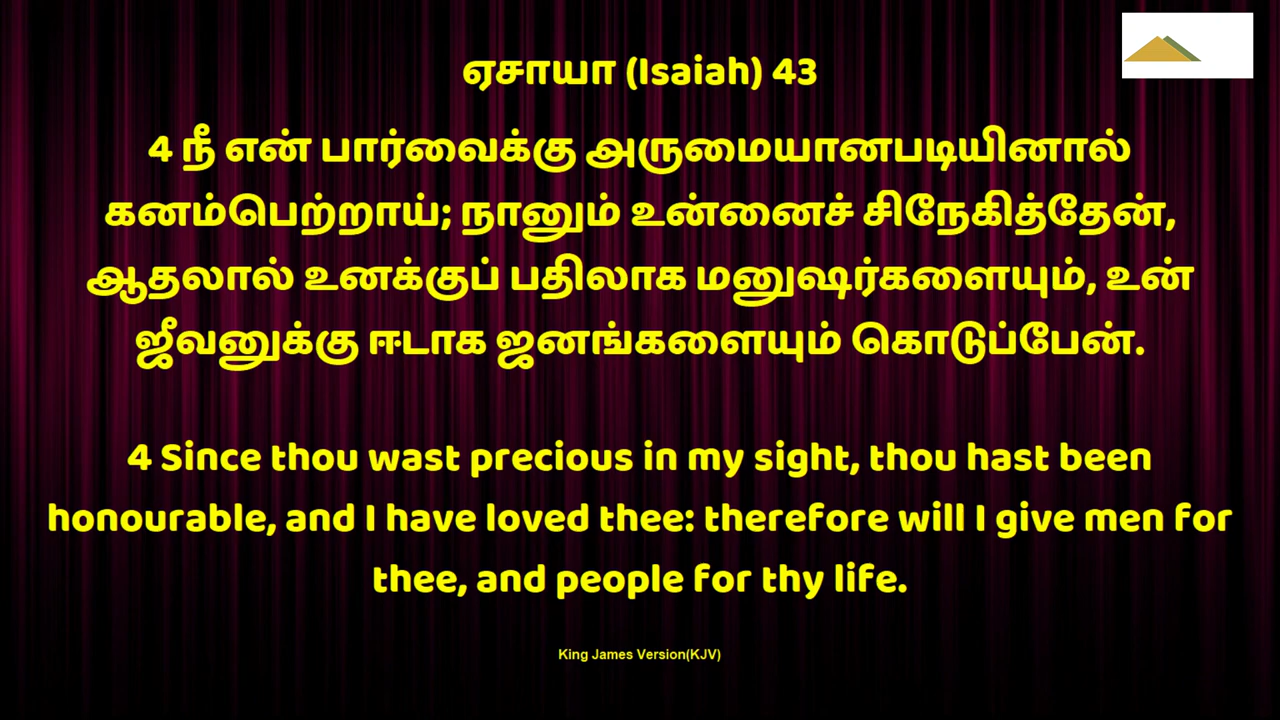 ஏசாயா (Isaiah) 43
4 நீ என் பார்வைக்கு அருமையானபடியினால்
கனம்பெற்றாய்; நானும் உன்னைச் சிநேகித்தேன்,
ஆதலால் உனக்குப் பதிலாக மனுஷர்களையும், உன்
ஜீவனுக்கு ஈடாக ஜனங்களையும் கொடுப்பேன்.
4 Since thou wast precious in my sight, thou hast been
honourable, and I have loved thee: therefore will I give men for
thee, and people for thy life.
King James Version(KJV)